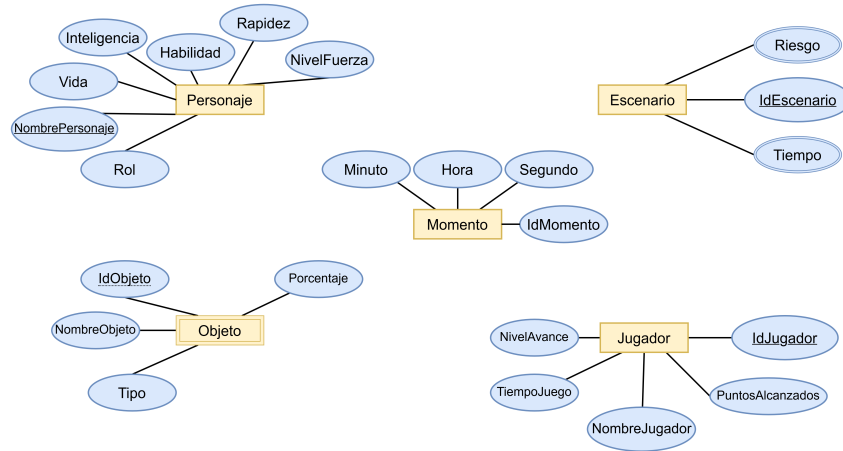 Rapidez
Inteligencia
Habilidad
NivelFuerza
Vida
Personaje
NombrePersonaje
Rol
Riesgo
Escenario
IdEscenario
Tiempo
Minuto
Hora
Segundo
Momento
IdMomento
IdObjeto
Porcentaje
NombreObjeto
Objeto
Tipo
NivelAvance
Jugador
IdJugador
TiempoJuego
PuntosAlcanzados
NombreJugador